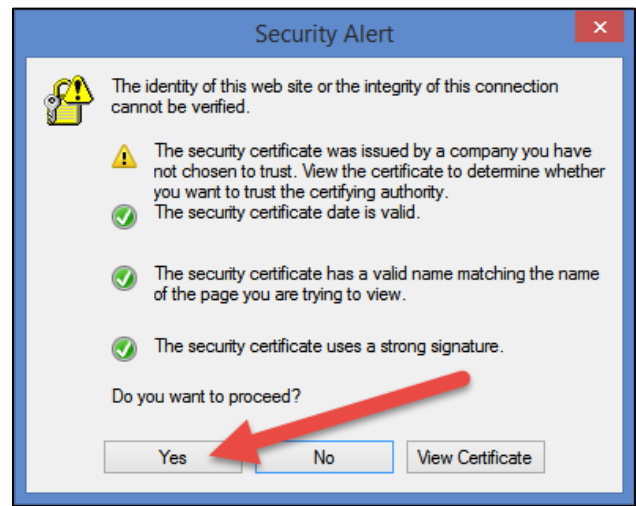 Security Alert
The identity of this web site or the integrity of this connection
cannot be verified.
The security certificate was issued by a company you have
not chosen to trust. View the certificate to determine whether
you want to trust the certifying authority.
The security certificate date is valid.
The security certificate has a valid name matching the name
of the page you are trying to view.
The security certificate uses a strong signature.
Do you want to proceed?
Yes
No
View Certificate